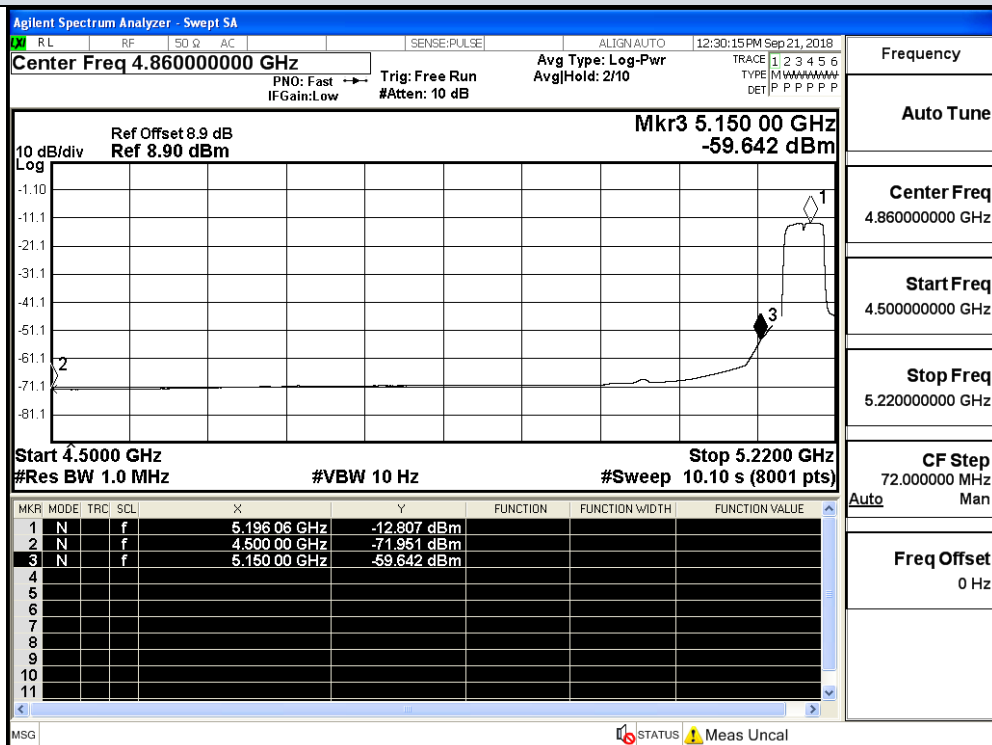 Agilent Spectrum Analyzer - Swept SA
LXI RL RF 50 Ω AC SENSE:PULSE ALIGN AUTO 12:30:15 PM Sep 21, 2018
Center Freq 4.860000000 GHz
PNO: Fast
IFGain:Low
Trig: Free Run
#Atten: 10 dB
Avg Type: Log-Pwr
Avg|Hold: 2/10
TRACE 1 2 3 4 5 6
TYPE M
DET P P P P P P
Ref Offset 8.9 dB
10 dB/div Ref 8.90 dBm
Log
Mkr3 5.150 00 GHz
-59.642 dBm
-1.10
-11.1
-21.1
-31.1
-41.1
-51.1
-61.1
-71.1
-81.1
1
2
3
Start 4.5000 GHz Stop 5.2200 GHz
#Res BW 1.0 MHz #VBW 10 Hz #Sweep 10.10 s (8001 pts)
MKR MODE TRC SCL X Y FUNCTION FUNCTION WIDTH FUNCTION VALUE
1 N f 5.196 06 GHz -12.807 dBm
2 N f 4.500 00 GHz -71.951 dBm
3 N f 5.150 00 GHz -59.642 dBm
4
5
6
7
8
9
10
11
MSG STATUS Meas Uncal
Frequency
Auto Tune
Center Freq
4.860000000 GHz
Start Freq
4.500000000 GHz
Stop Freq
5.220000000 GHz
CF Step
72.000000 MHz
Auto Man
Freq Offset
0 Hz